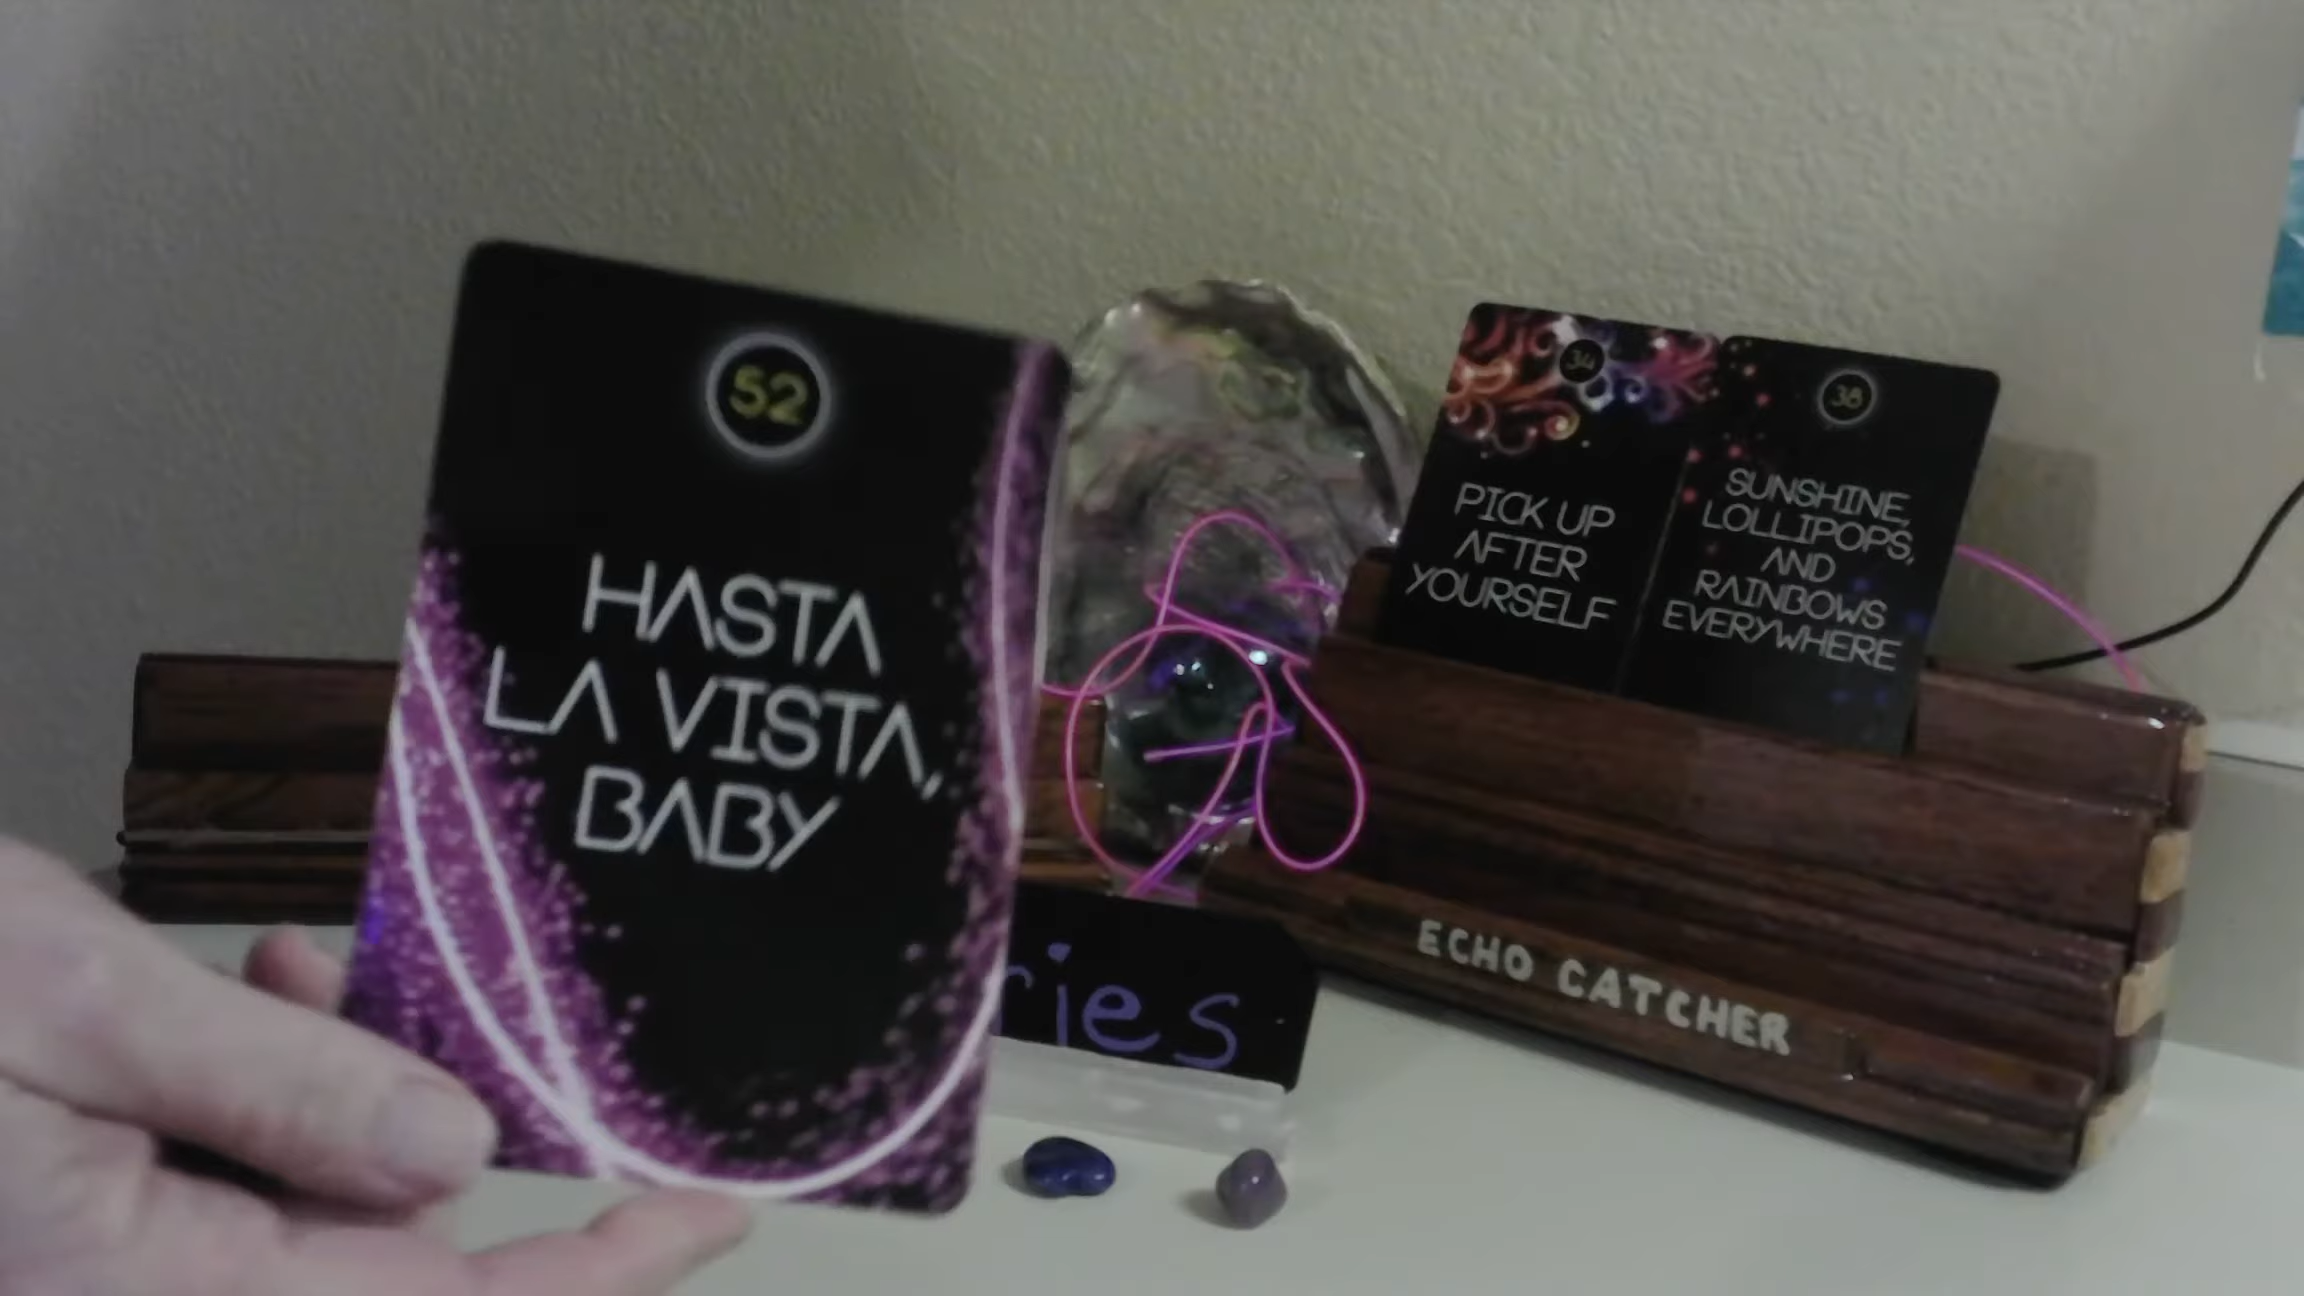 52
HASTA
LA VISTA,
BABY
34
PICK UP
AFTER
YOURSELF
38
SUNSHINE,
LOLLIPOPS,
AND
RAINBOWS
EVERYWHERE
ries
ECHO CATCHER